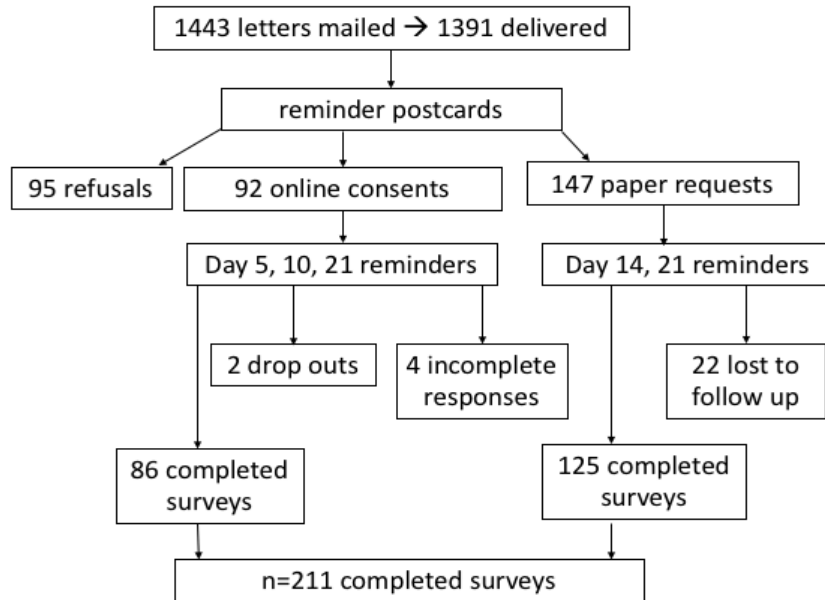 1443 letters mailed → 1391 delivered
reminder postcards
95 refusals
92 online consents
147 paper requests
Day 5, 10, 21 reminders
Day 14, 21 reminders
2 drop outs
4 incomplete
responses
22 lost to
follow up
86 completed
surveys
125 completed
surveys
n=211 completed surveys